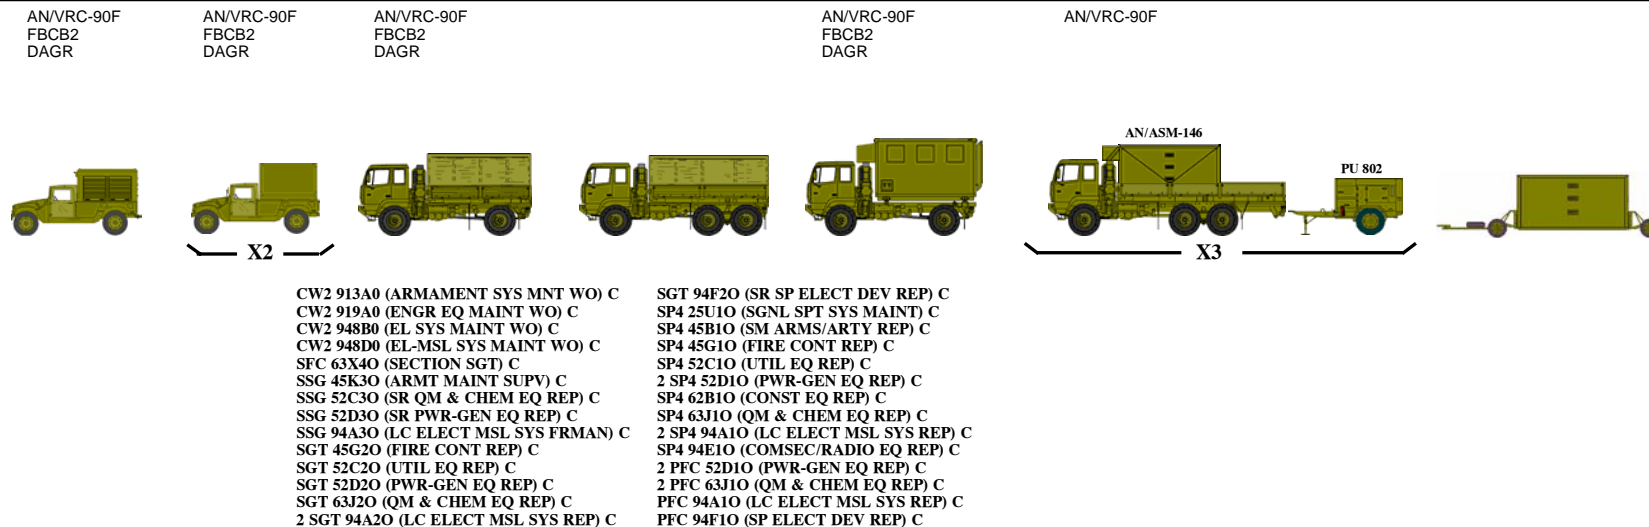 AN/VRC-90F
FBCB2
DAGR
AN/VRC-90F
FBCB2
DAGR
AN/VRC-90F
FBCB2
DAGR
AN/VRC-90F
FBCB2
DAGR
AN/VRC-90F
AN/ASM-146
PU 802
X2
X3
CW2 913A0 (ARMAMENT SYS MNT WO) C
CW2 919A0 (ENGR EQ MAINT WO) C
CW2 948B0 (EL SYS MAINT WO) C
CW2 948D0 (EL-MSL SYS MAINT WO) C
SFC 63X4O (SECTION SGT) C
SSG 45K3O (ARMT MAINT SUPV) C
SSG 52C3O (SR QM & CHEM EQ REP) C
SSG 52D3O (SR PWR-GEN EQ REP) C
SSG 94A3O (LC ELECT MSL SYS FRMAN) C
SGT 45G2O (FIRE CONT REP) C
SGT 52C2O (UTIL EQ REP) C
SGT 52D2O (PWR-GEN EQ REP) C
SGT 63J2O (QM & CHEM EQ REP) C
2 SGT 94A2O (LC ELECT MSL SYS REP) C
SGT 94F2O (SR SP ELECT DEV REP) C
SP4 25U1O (SGNL SPT SYS MAINT) C
SP4 45B1O (SM ARMS/ARTY REP) C
SP4 45G1O (FIRE CONT REP) C
SP4 52C1O (UTIL EQ REP) C
2 SP4 52D1O (PWR-GEN EQ REP) C
SP4 62B1O (CONST EQ REP) C
SP4 63J1O (QM & CHEM EQ REP) C
2 SP4 94A1O (LC ELECT MSL SYS REP) C
SP4 94E1O (COMSEC/RADIO EQ REP) C
2 PFC 52D1O (PWR-GEN EQ REP) C
2 PFC 63J1O (QM & CHEM EQ REP) C
PFC 94A1O (LC ELECT MSL SYS REP) C
PFC 94F1O (SP ELECT DEV REP) C